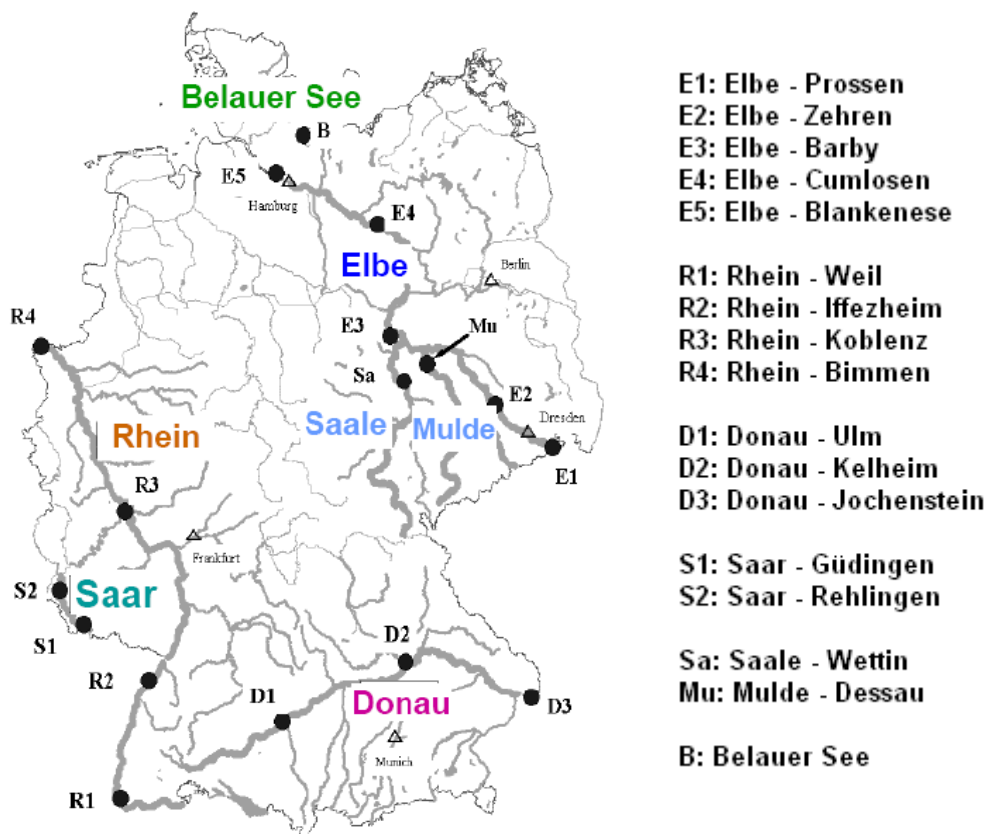 Belauer See
B
E5
Hamburg
E4
Elbe
Berlin
R4
E3
Mu
Sa
E2
Rhein
Saale
Mulde
Dresden
E1
R3
Frankfurt
S2
Saar
S1
D2
R2
D1
Donau
D3
Munich
R1
E1: Elbe - Prossen
E2: Elbe - Zehren
E3: Elbe - Barby
E4: Elbe - Cumlosen
E5: Elbe - Blankenese
R1: Rhein - Weil
R2: Rhein - Iffezheim
R3: Rhein - Koblenz
R4: Rhein - Bimmen
D1: Donau - Ulm
D2: Donau - Kelheim
D3: Donau - Jochenstein
S1: Saar - Güdingen
S2: Saar - Rehlingen
Sa: Saale - Wettin
Mu: Mulde - Dessau
B: Belauer See